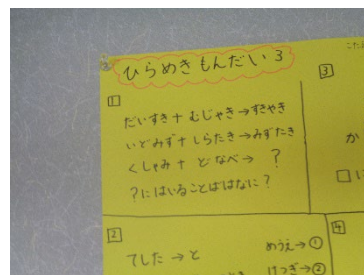 ひらめきもんだい3
1
だいすき+むじゃき→すきやき
いどみず+しらたき→みずたき
くしゃみ+どなべ→?
?にはいることばはなに?
2
てした→と
めうえ→①
けつぎ→②
3
か
□に
4